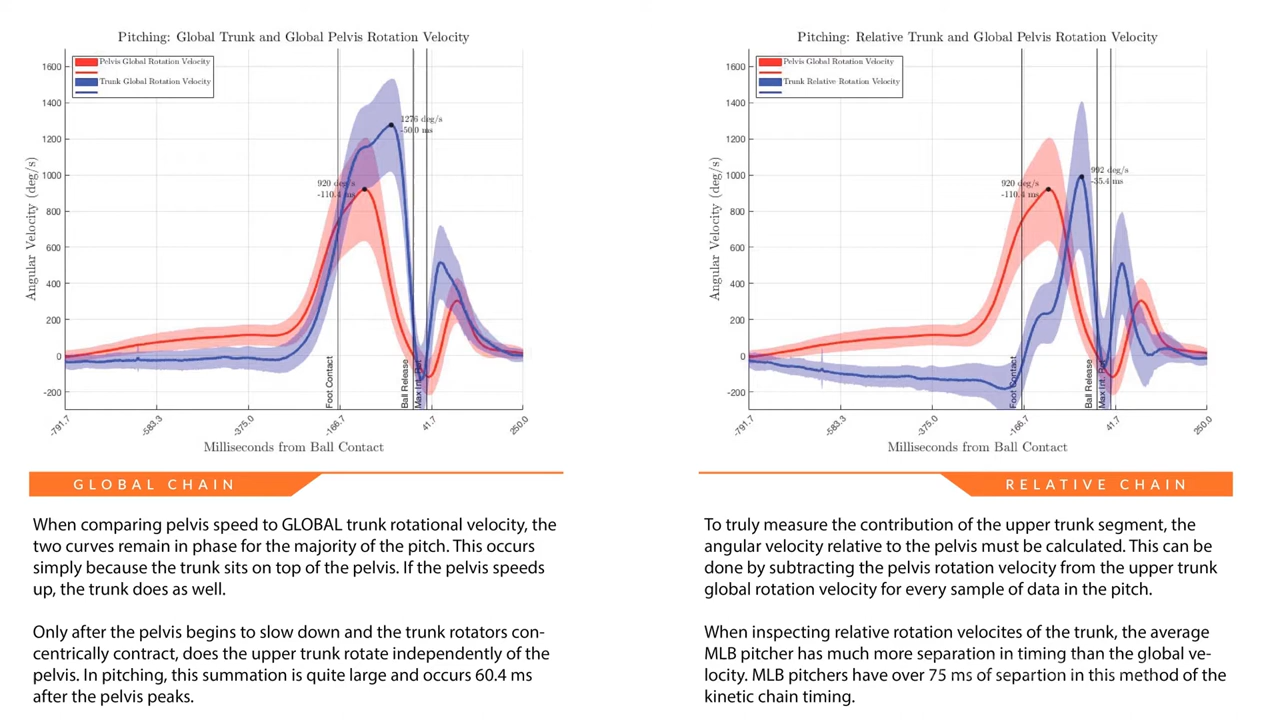 Pitching: Global Trunk and Global Pelvis Rotation Velocity
Pelvis Global Rotation Velocity
Trunk Global Rotation Velocity
1600
1400
1200
1000
800
600
400
200
0
-200
Angular Velocity (deg/s)
1276 deg/s
-50.0 ms
920 deg/s
-110.4 ms
Foot Contact
Ball Release
Max Int. Rot
-791.7
-583.3
-375.0
-166.7
41.7
250.0
Milliseconds from Ball Contact
GLOBAL CHAIN
When comparing pelvis speed to GLOBAL trunk rotational velocity, the
two curves remain in phase for the majority of the pitch. This occurs
simply because the trunk sits on top of the pelvis. If the pelvis speeds
up, the trunk does as well.
Only after the pelvis begins to slow down and the trunk rotators con-
centrically contract, does the upper trunk rotate independently of the
pelvis. In pitching, this summation is quite large and occurs 60.4 ms
after the pelvis peaks.
Pitching: Relative Trunk and Global Pelvis Rotation Velocity
Pelvis Global Rotation Velocity
Trunk Relative Rotation Velocity
1600
1400
1200
1000
800
600
400
200
0
-200
Angular Velocity (deg/s)
992 deg/s
-35.4 ms
920 deg/s
-110.4 ms
Foot Contact
Ball Release
Max Int. Rot
-791.7
-583.3
-375.0
-166.7
41.7
250.0
Milliseconds from Ball Contact
RELATIVE CHAIN
To truly measure the contribution of the upper trunk segment, the
angular velocity relative to the pelvis must be calculated. This can be
done by subtracting the pelvis rotation velocity from the upper trunk
global rotation velocity for every sample of data in the pitch.
When inspecting relative rotation velocites of the trunk, the average
MLB pitcher has much more separation in timing than the global ve-
locity. MLB pitchers have over 75 ms of separtion in this method of the
kinetic chain timing.